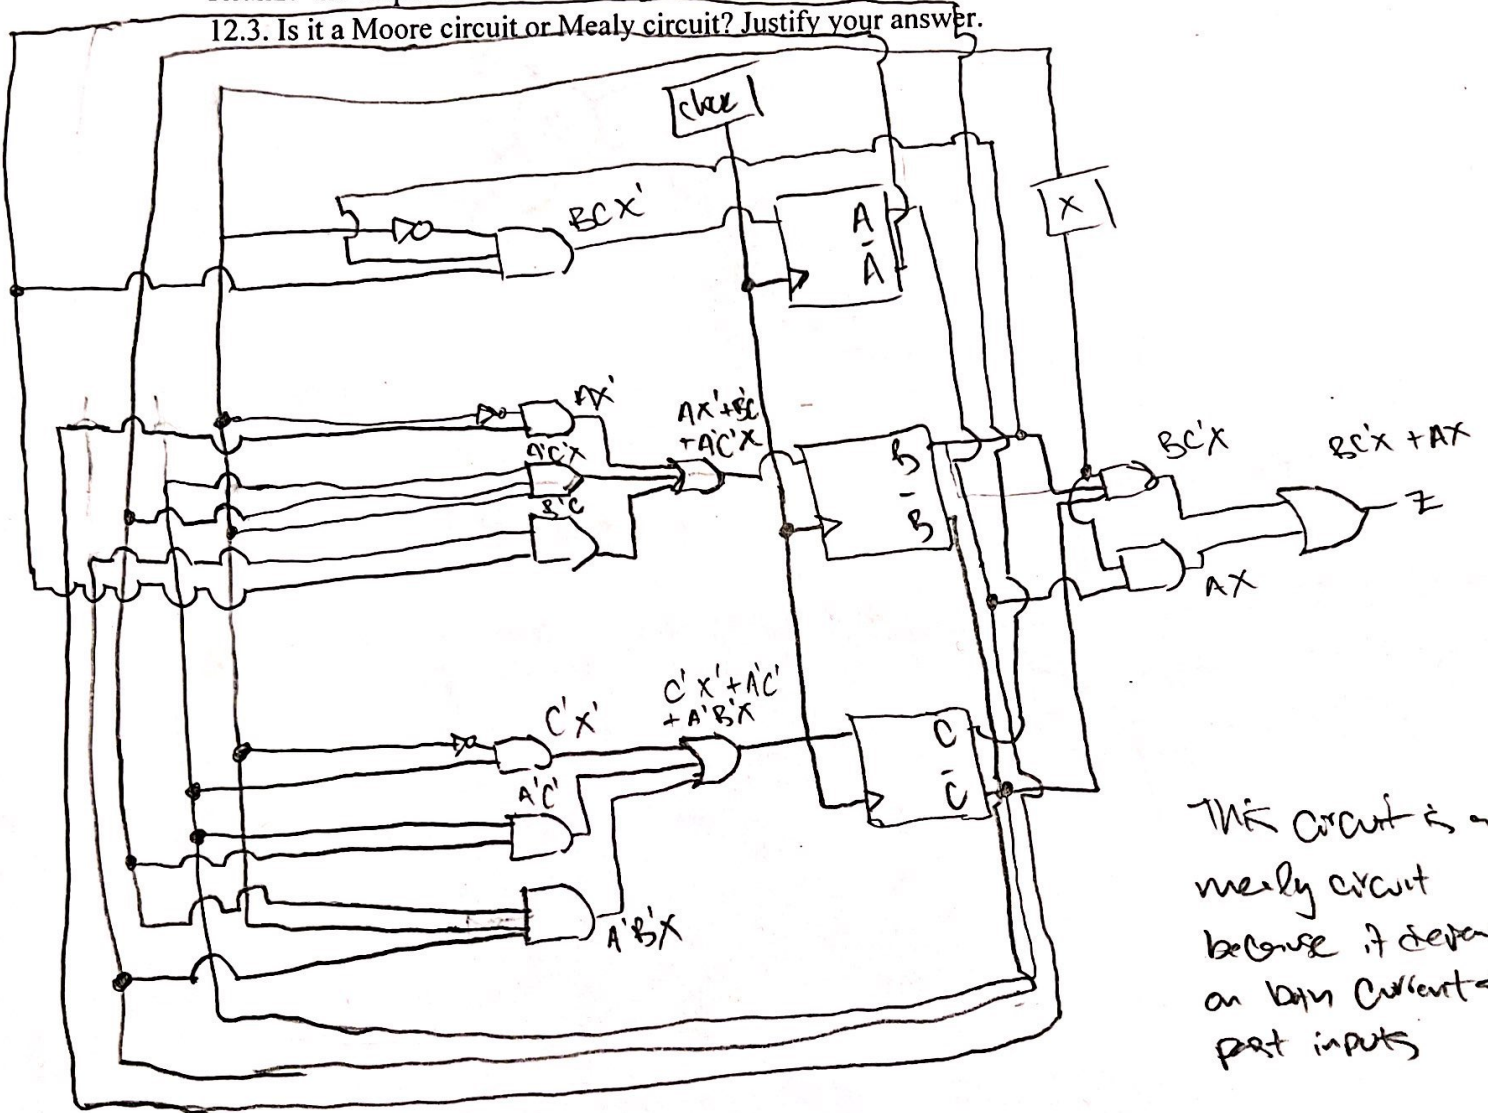 12.3. Is it a Moore circuit or Mealy circuit? Justify your answer.
clock
X
BCX'
A
Ā
AX'
AX'+B'C
+A'C'X
A'C'X
B'C
B
B̄
BC'X
BC'X + AX
Z
AX
C'X'
C'X'+A'C'
+A'B'X
A'C'
C
C̄
A'B'X
This circuit is a
mealy circuit
because it depen
on both current
past inputs